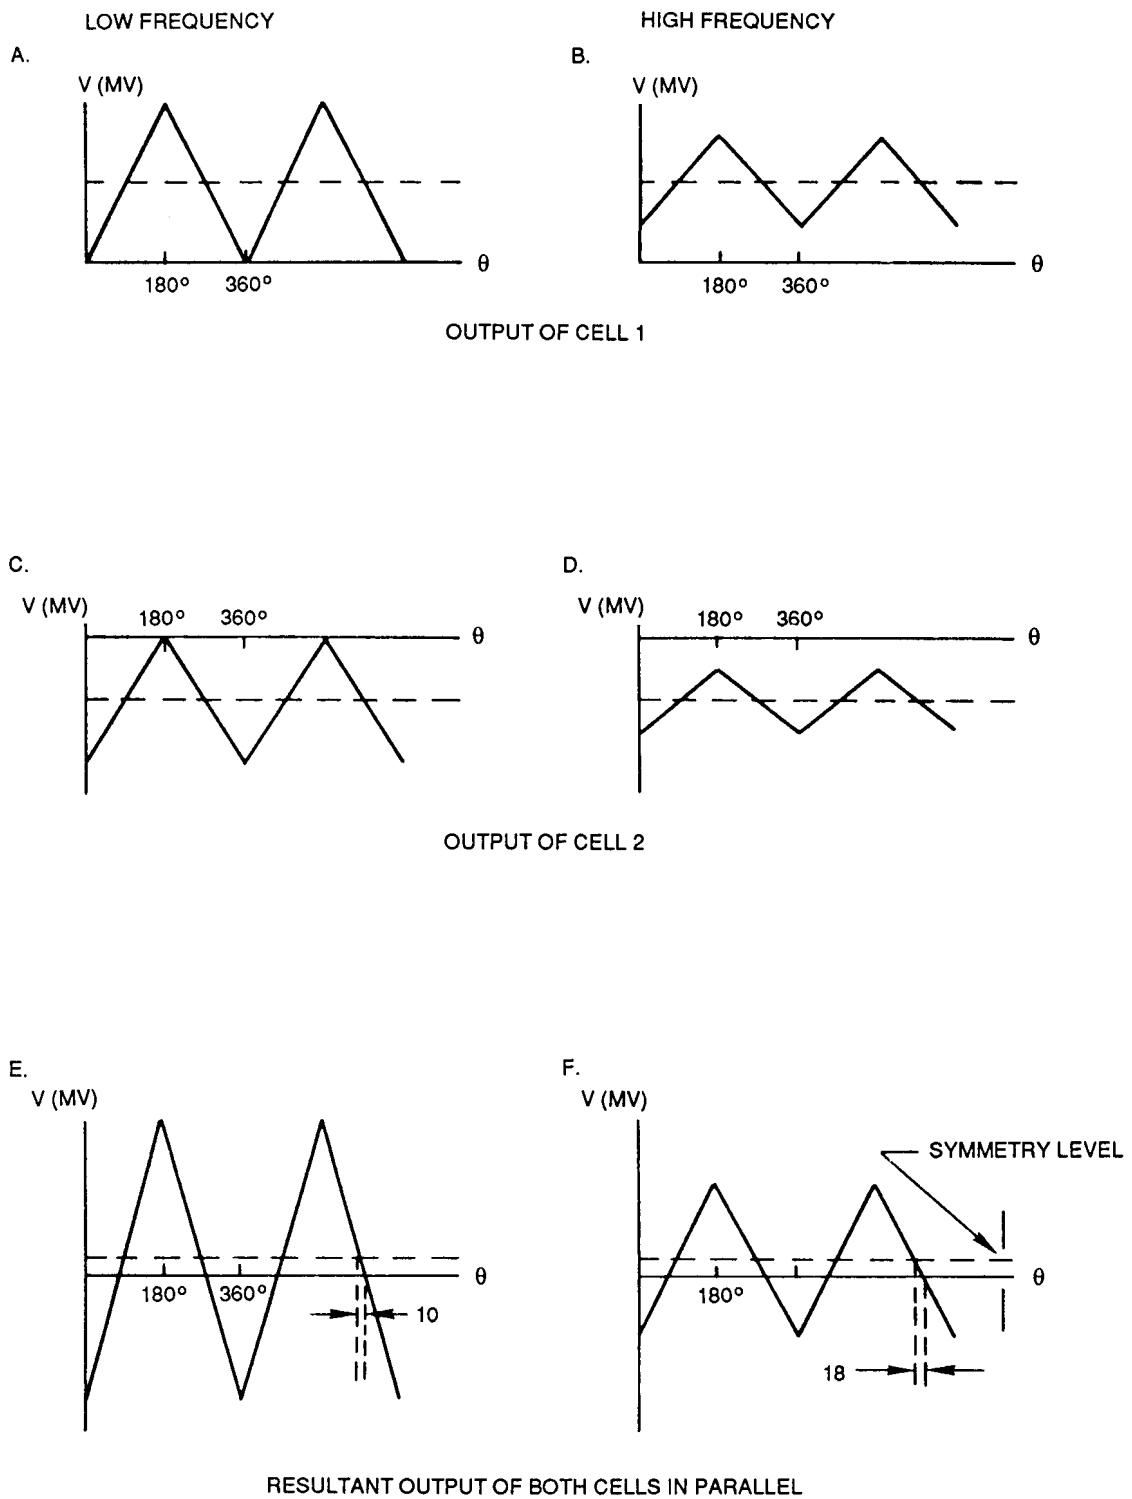 LOW FREQUENCY
HIGH FREQUENCY
A.
V (MV)
180°
360°
θ
B.
V (MV)
180°
360°
θ
OUTPUT OF CELL 1
C.
V (MV)
180°
360°
θ
D.
V (MV)
180°
360°
θ
OUTPUT OF CELL 2
E.
V (MV)
180°
360°
θ
10
F.
V (MV)
SYMMETRY LEVEL
180°
θ
18
RESULTANT OUTPUT OF BOTH CELLS IN PARALLEL